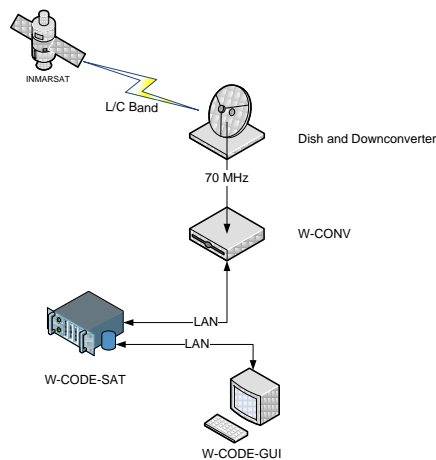 INMARSAT
L/C Band
Dish and Downconverter
70 MHz
W-CONV
LAN
LAN
W-CODE-SAT
W-CODE-GUI